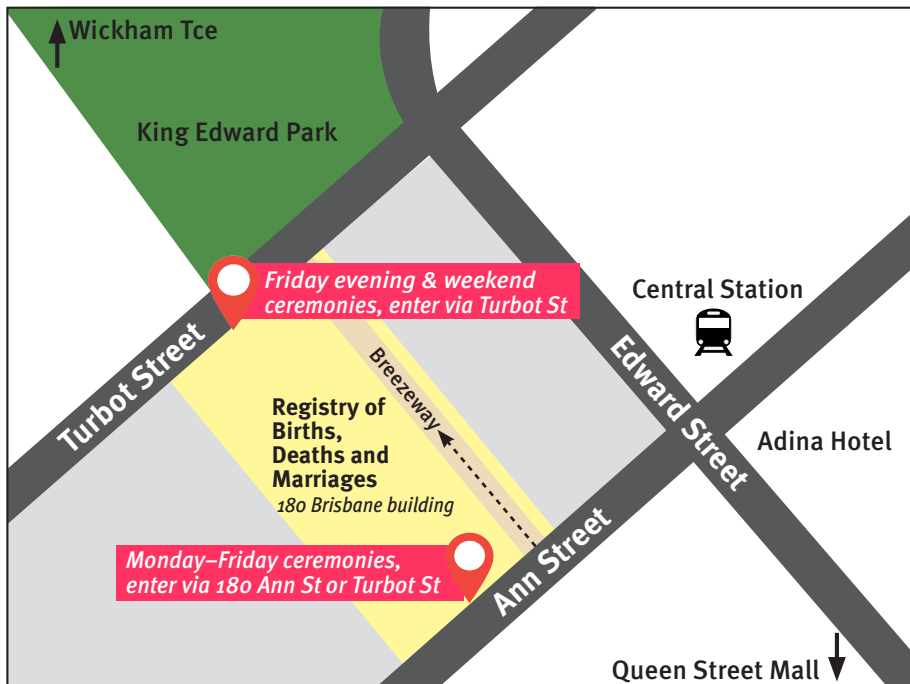 Wickham Tce
King Edward Park
Friday evening & weekend
ceremonies, enter via Turbot St
Central Station
Turbot Street
Breezeway
Edward Street
Registry of
Births,
Deaths and
Marriages
180 Brisbane building
Adina Hotel
Monday–Friday ceremonies,
enter via 180 Ann St or Turbot St
Ann Street
Queen Street Mall